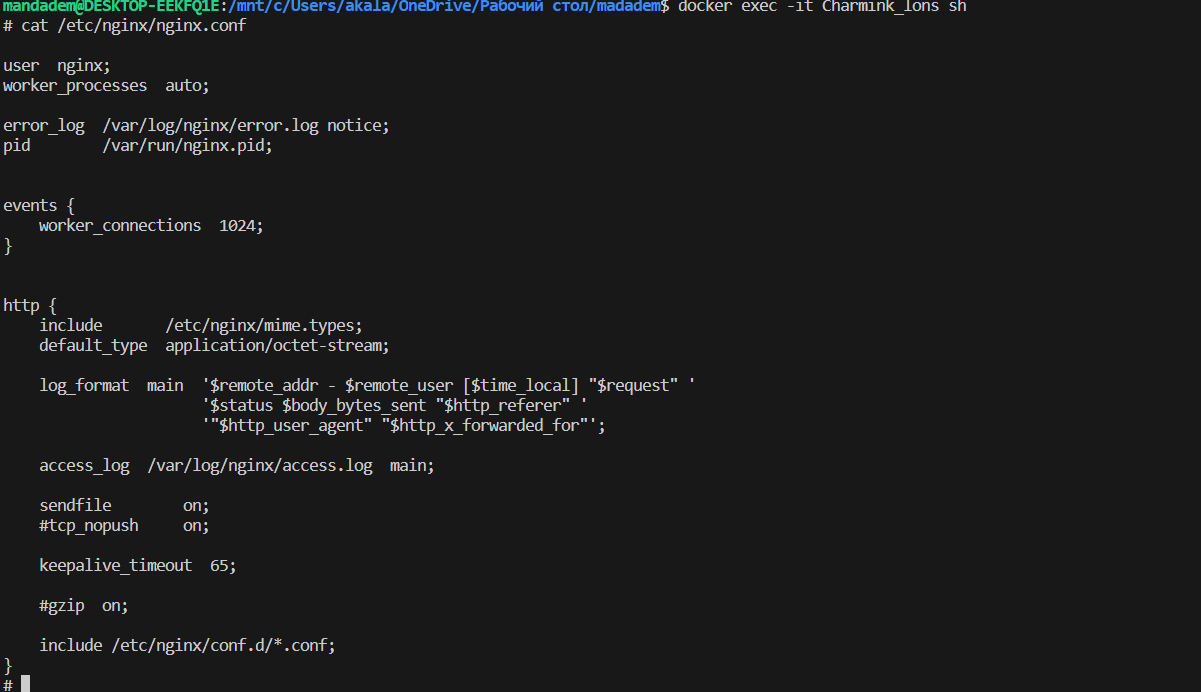 mandadem@DESKTOP-EEKFQ1E:/mnt/c/Users/akala/OneDrive/Рабочий стол/madadem$ docker exec -it Charmink_lons sh
# cat /etc/nginx/nginx.conf

user  nginx;
worker_processes  auto;

error_log  /var/log/nginx/error.log notice;
pid        /var/run/nginx.pid;


events {
    worker_connections  1024;
}


http {
    include       /etc/nginx/mime.types;
    default_type  application/octet-stream;

    log_format  main  '$remote_addr - $remote_user [$time_local] "$request" '
                      '$status $body_bytes_sent "$http_referer" '
                      '"$http_user_agent" "$http_x_forwarded_for"';

    access_log  /var/log/nginx/access.log  main;

    sendfile        on;
    #tcp_nopush     on;

    keepalive_timeout  65;

    #gzip  on;

    include /etc/nginx/conf.d/*.conf;
}
#